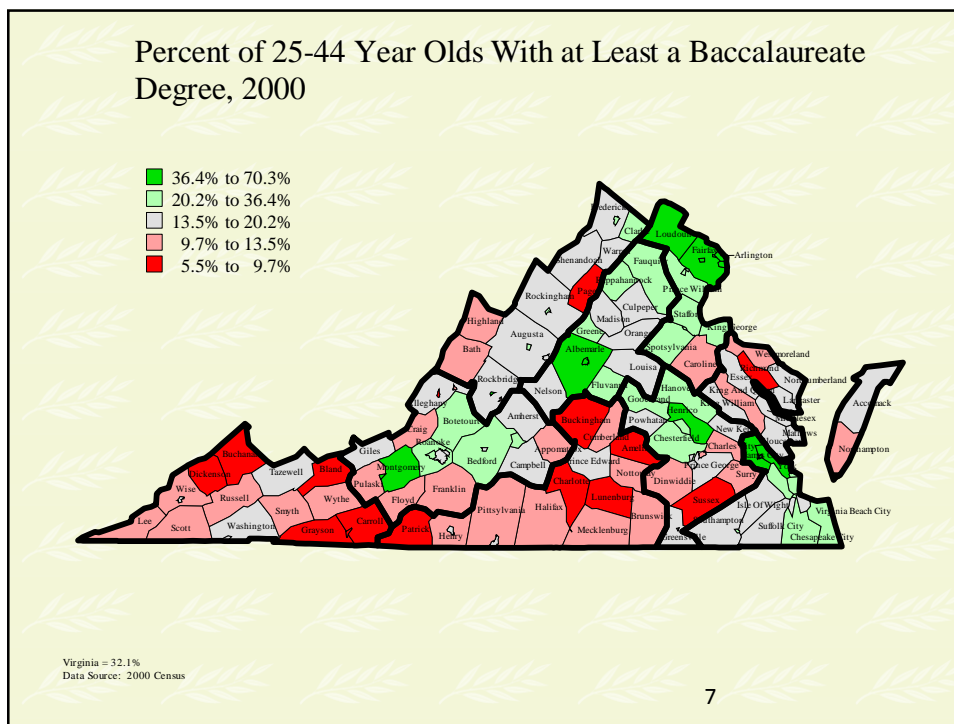 Percent of 25-44 Year Olds With at Least a Baccalaureate
Degree, 2000
36.4% to 70.3%
20.2% to 36.4%
13.5% to 20.2%
9.7% to 13.5%
5.5% to 9.7%
Frederick
Clarke
Loudoun
Fairfax
Arlington
Warren
Shenandoah
Fauquier
Page
Rappahannock
Prince William
Rockingham
Culpeper
Madison
Stafford
Highland
Greene
Orange
King George
Augusta
Albemarle
Spotsylvania
Bath
Westmoreland
Caroline
Richmond
Louisa
Essex
Northumberland
Rockbridge
Nelson
Fluvanna
Hanover
King And Queen
Lancaster
Alleghany
Goochland
King William
Accomack
Botetourt
Amherst
Buckingham
Powhatan
Henrico
Middlesex
Craig
Cumberland
New Kent
Mathews
Roanoke
Chesterfield
Gloucester
Giles
Appomattox
Amelia
Charles City
Northampton
Buchanan
Bedford
Prince Edward
Prince George
Dickenson
Tazewell
Bland
Montgomery
Campbell
Nottoway
Surry
Wise
Pulaski
Charlotte
Dinwiddie
Russell
Wythe
Floyd
Franklin
Lunenburg
Sussex
Isle Of Wight
Smyth
Pittsylvania
Halifax
Virginia Beach City
Lee
Brunswick
Southampton
Scott
Washington
Grayson
Carroll
Patrick
Henry
Mecklenburg
Greensville
Suffolk City
Chesapeake City
Virginia = 32.1%
Data Source: 2000 Census
7